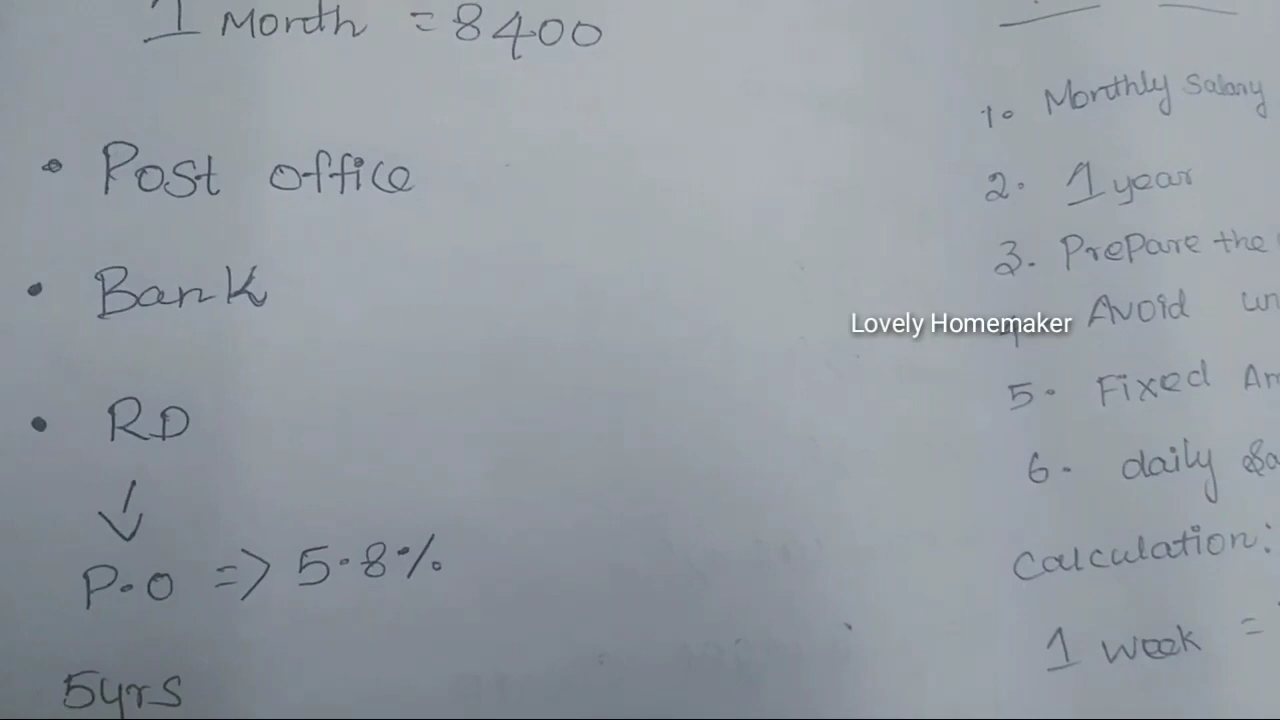 1 Month = 8400
• Post office
• Bank
• RD
↓
P.O => 5.8%
5yrs
1. Monthly Salary
2. 1 year
3. Prepare the
Lovely Homemaker
Avoid
5. Fixed
6. daily
Calculation:
1 week =